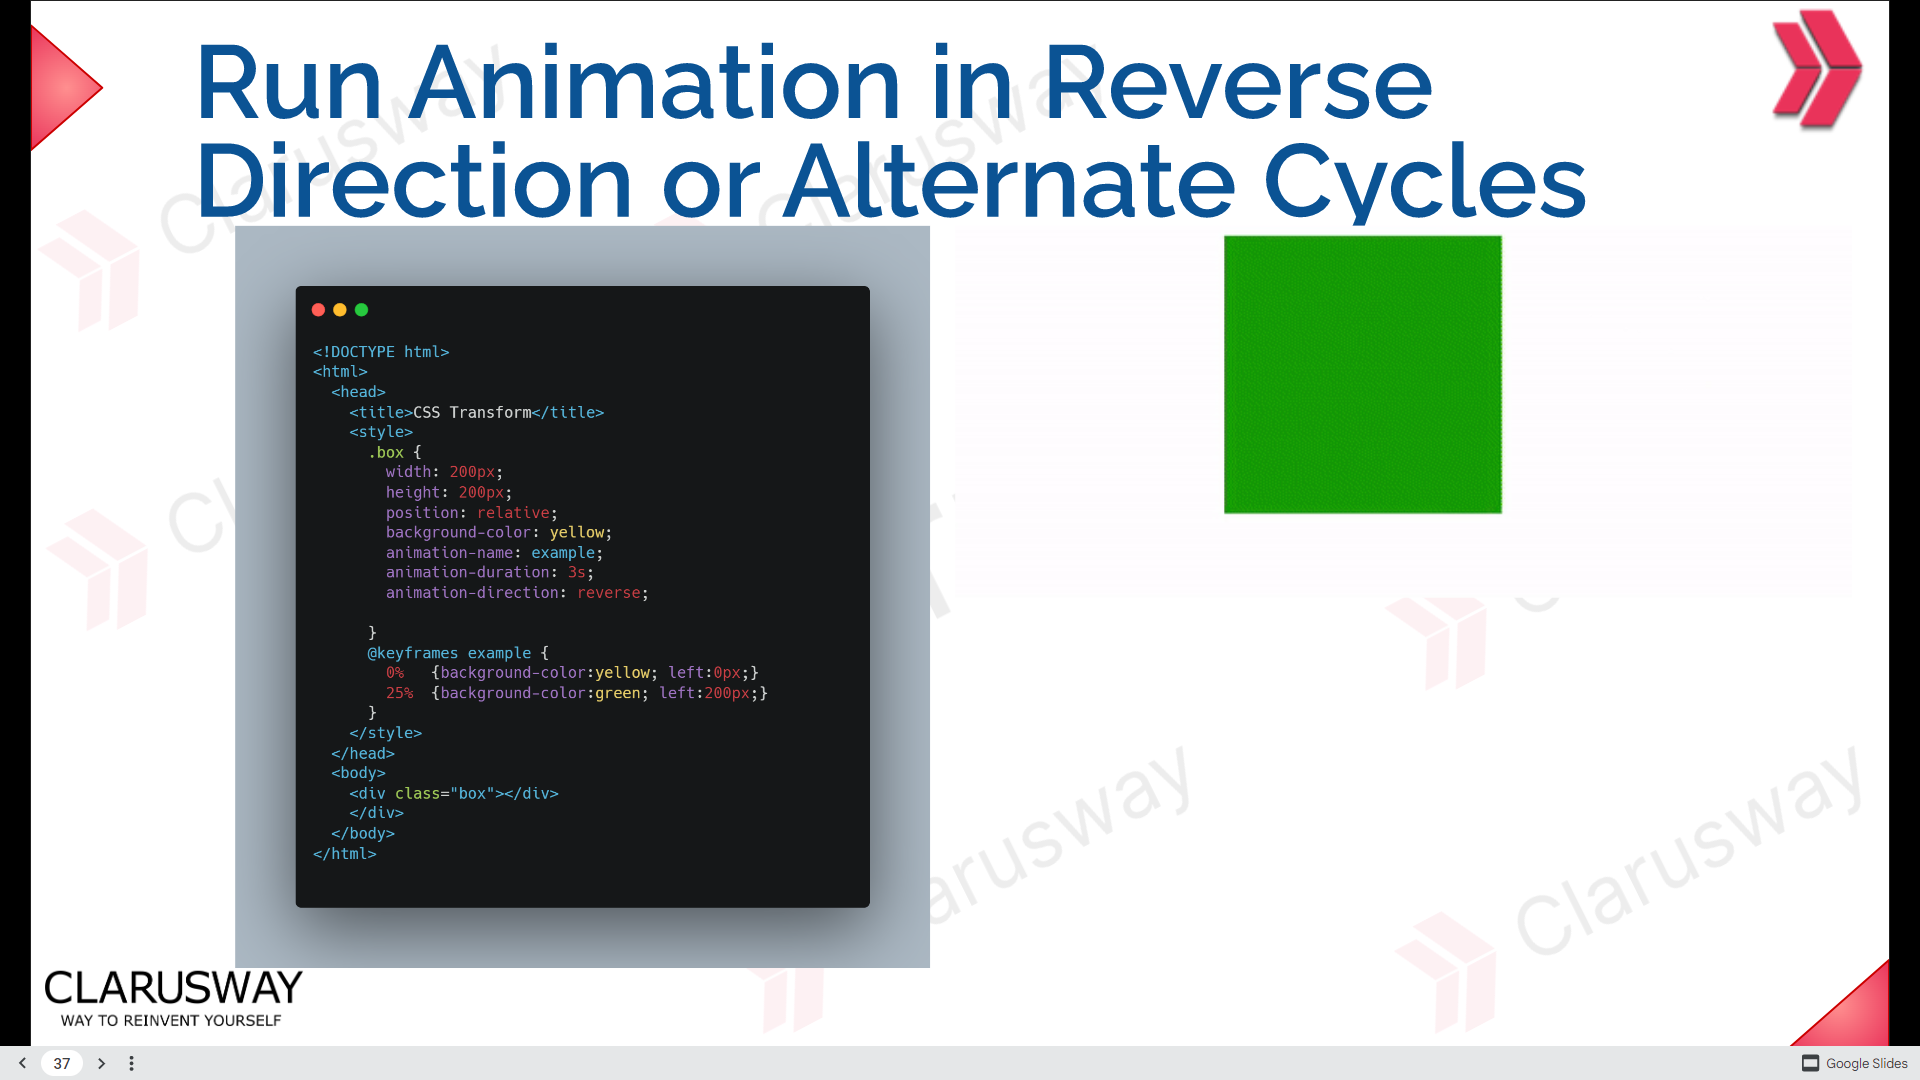 Run Animation in Reverse
Direction or Alternate Cycles
<!DOCTYPE html>
<html>
  <head>
    <title>CSS Transform</title>
    <style>
      .box {
        width: 200px;
        height: 200px;
        position: relative;
        background-color: yellow;
        animation-name: example;
        animation-duration: 3s;
        animation-direction: reverse;
      }
      @keyframes example {
        0%   {background-color:yellow; left:0px;}
        25%  {background-color:green; left:200px;}
      }
    </style>
  </head>
  <body>
    <div class="box"></div>
    </div>
  </body>
</html>
Clarusway
Clarusway
Clarusway
CLARUSWAY
WAY TO REINVENT YOURSELF
37
Google Slides